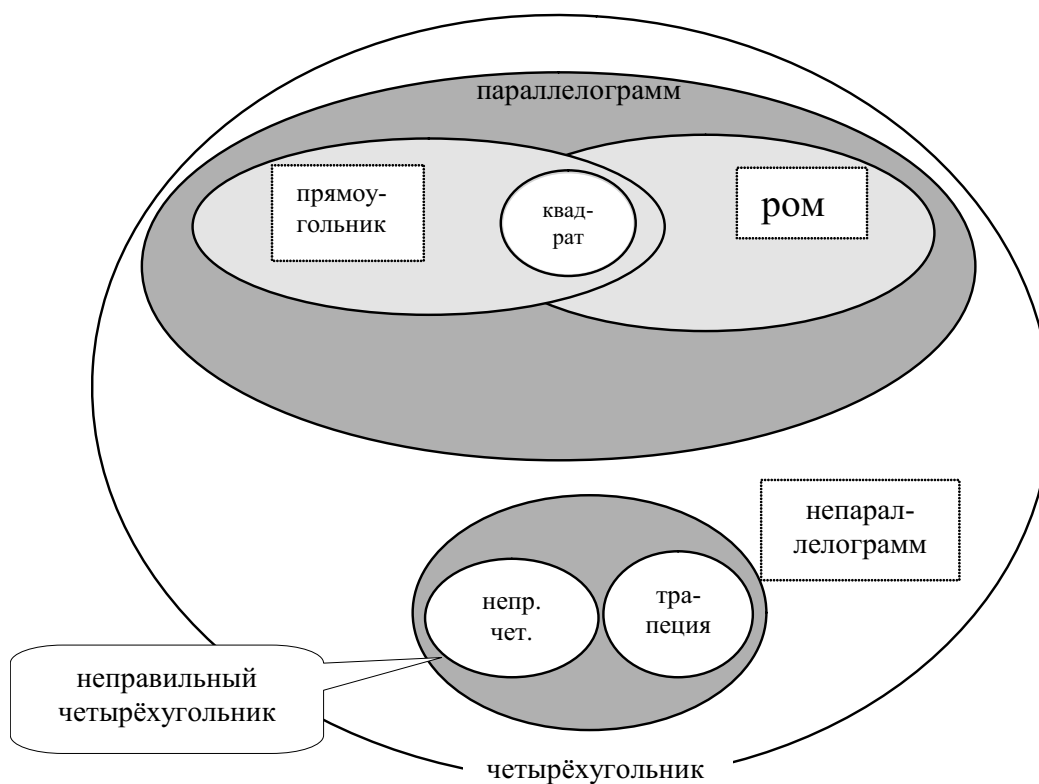 параллелограмм
прямоу-
гольник
квад-
рат
ром
непарал-
лелограмм
непр.
чет.
тра-
пеция
неправильный
четырёхугольник
четырёхугольник